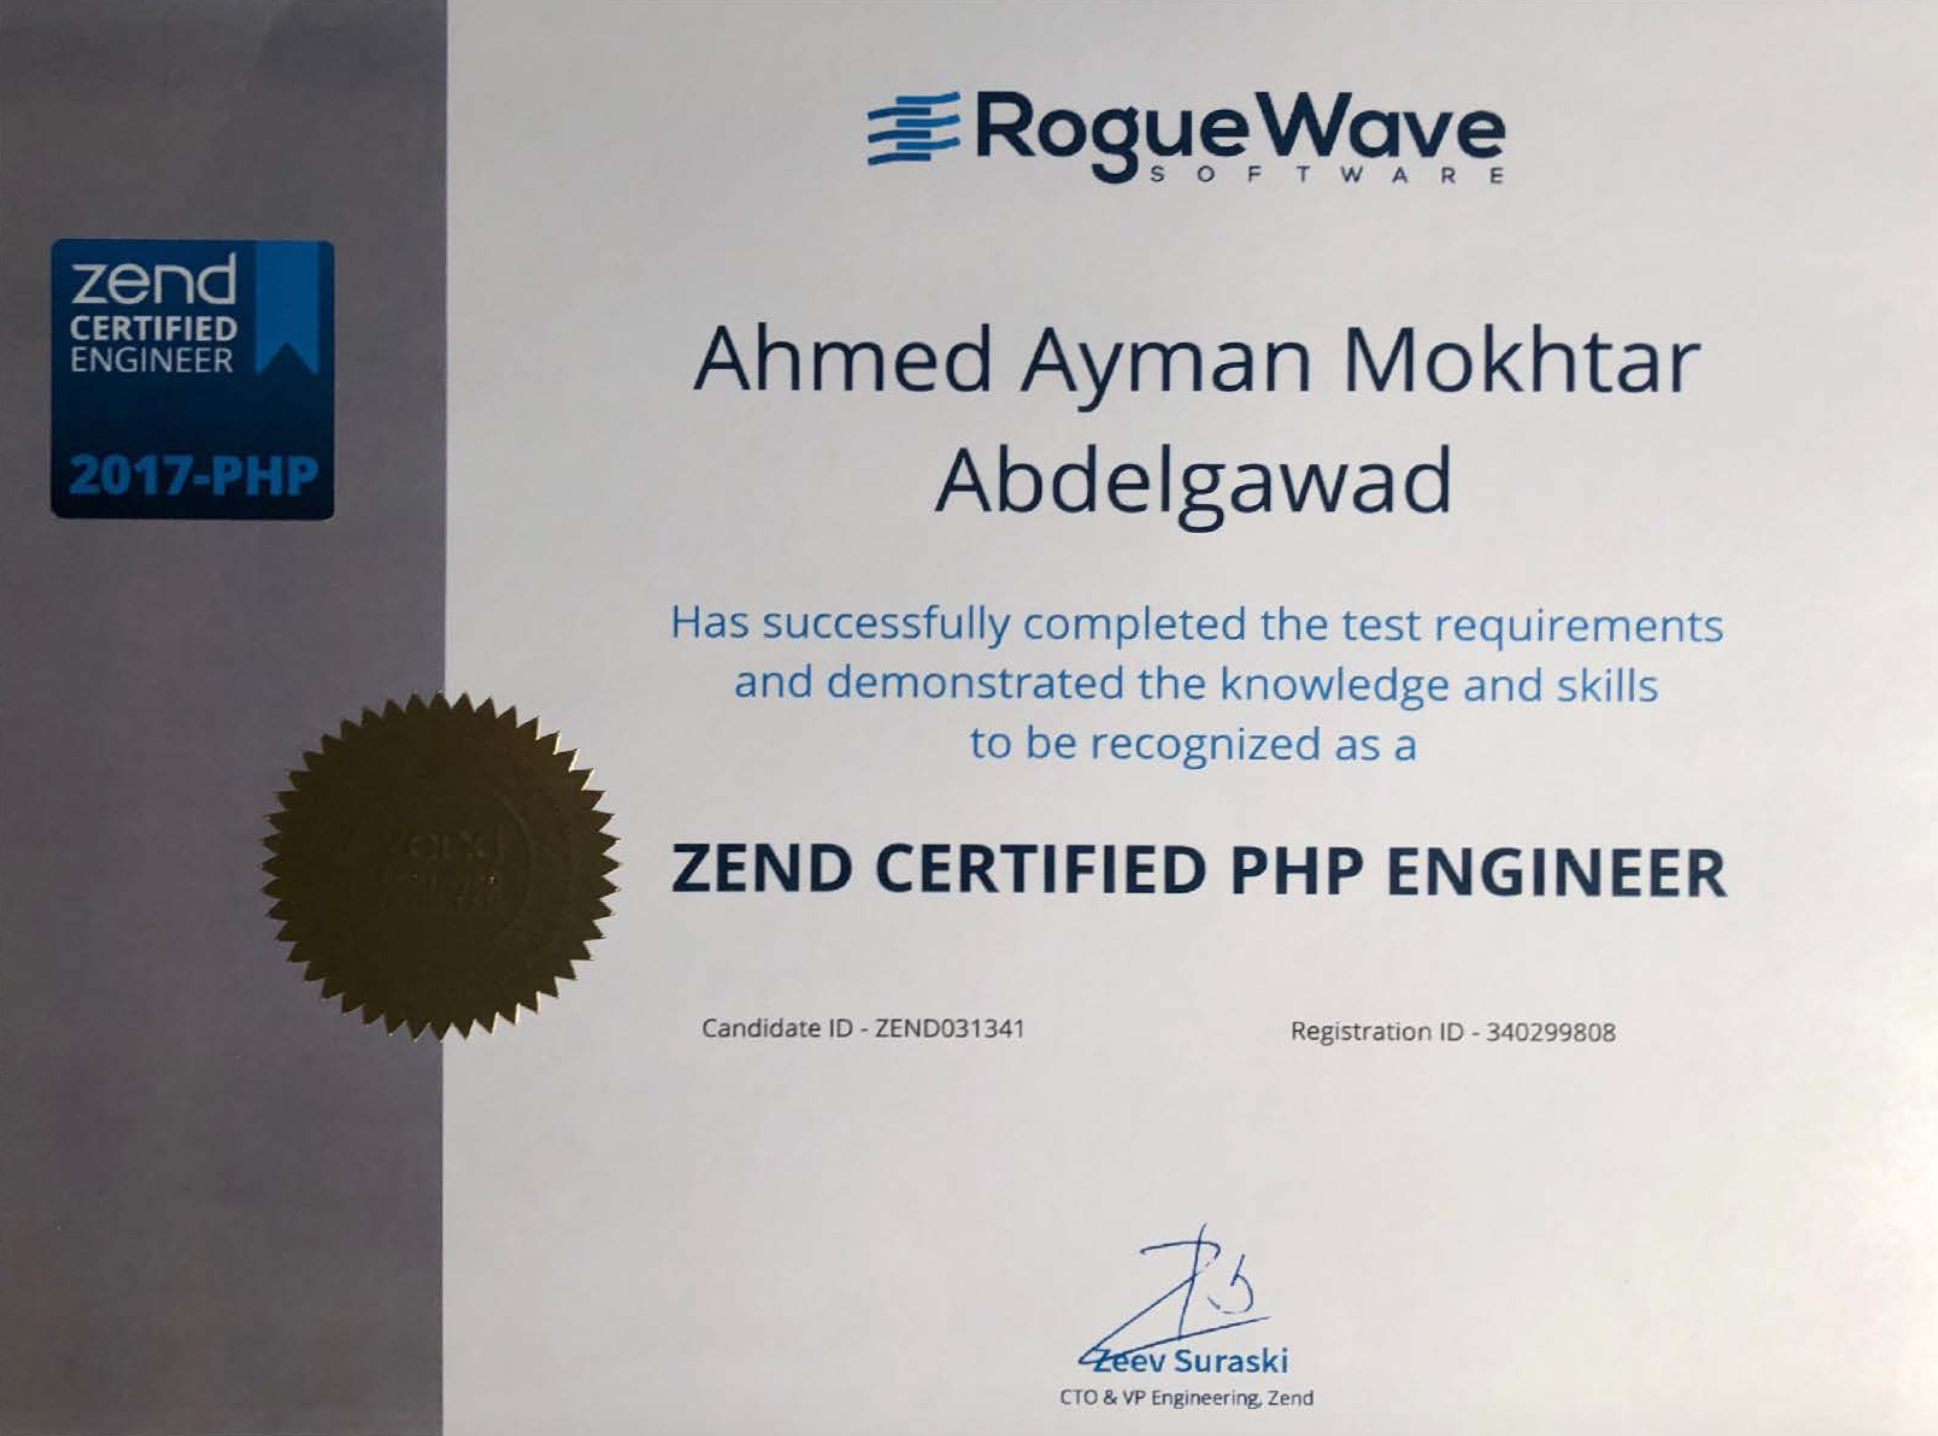 RogueWave
SOFTWARE
zend
CERTIFIED
ENGINEER
2017-PHP
Ahmed Ayman Mokhtar
Abdelgawad
Has successfully completed the test requirements
and demonstrated the knowledge and skills
to be recognized as a
ZEND CERTIFIED PHP ENGINEER
zend
Candidate ID - ZEND031341
Registration ID - 340299808
Zeev Suraski
CTO & VP Engineering, Zend